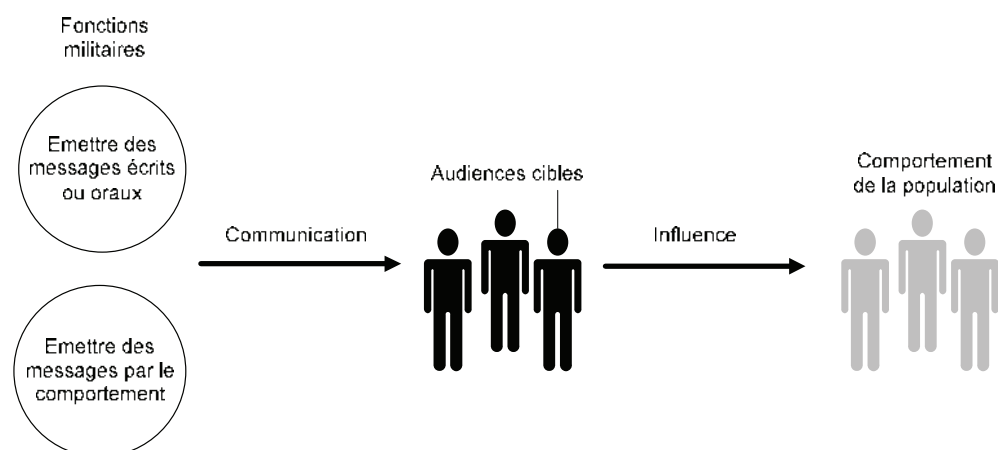 Fonctions
militaires
Emettre des
messages écrits
ou oraux
Communication
Audiences cibles
Influence
Comportement
de la population
Emettre des
messages par le
comportement